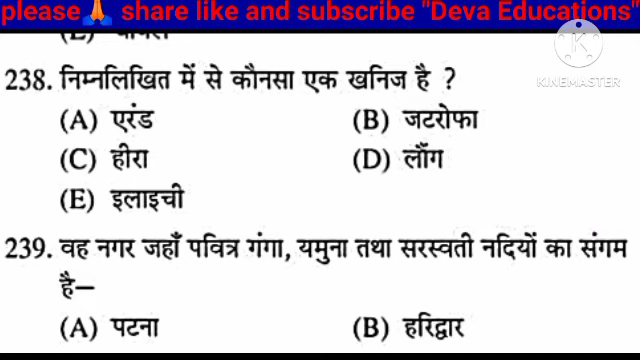 please🙏 share like and subscribe "Deva Educations"
KINEMASTER
238. निम्नलिखित में से कौनसा एक खनिज है ?
(A) एरंड (B) जटरोफा
(C) हीरा (D) लौंग
(E) इलाइची
239. वह नगर जहाँ पवित्र गंगा, यमुना तथा सरस्वती नदियों का संगम
है—
(A) पटना (B) हरिद्वार